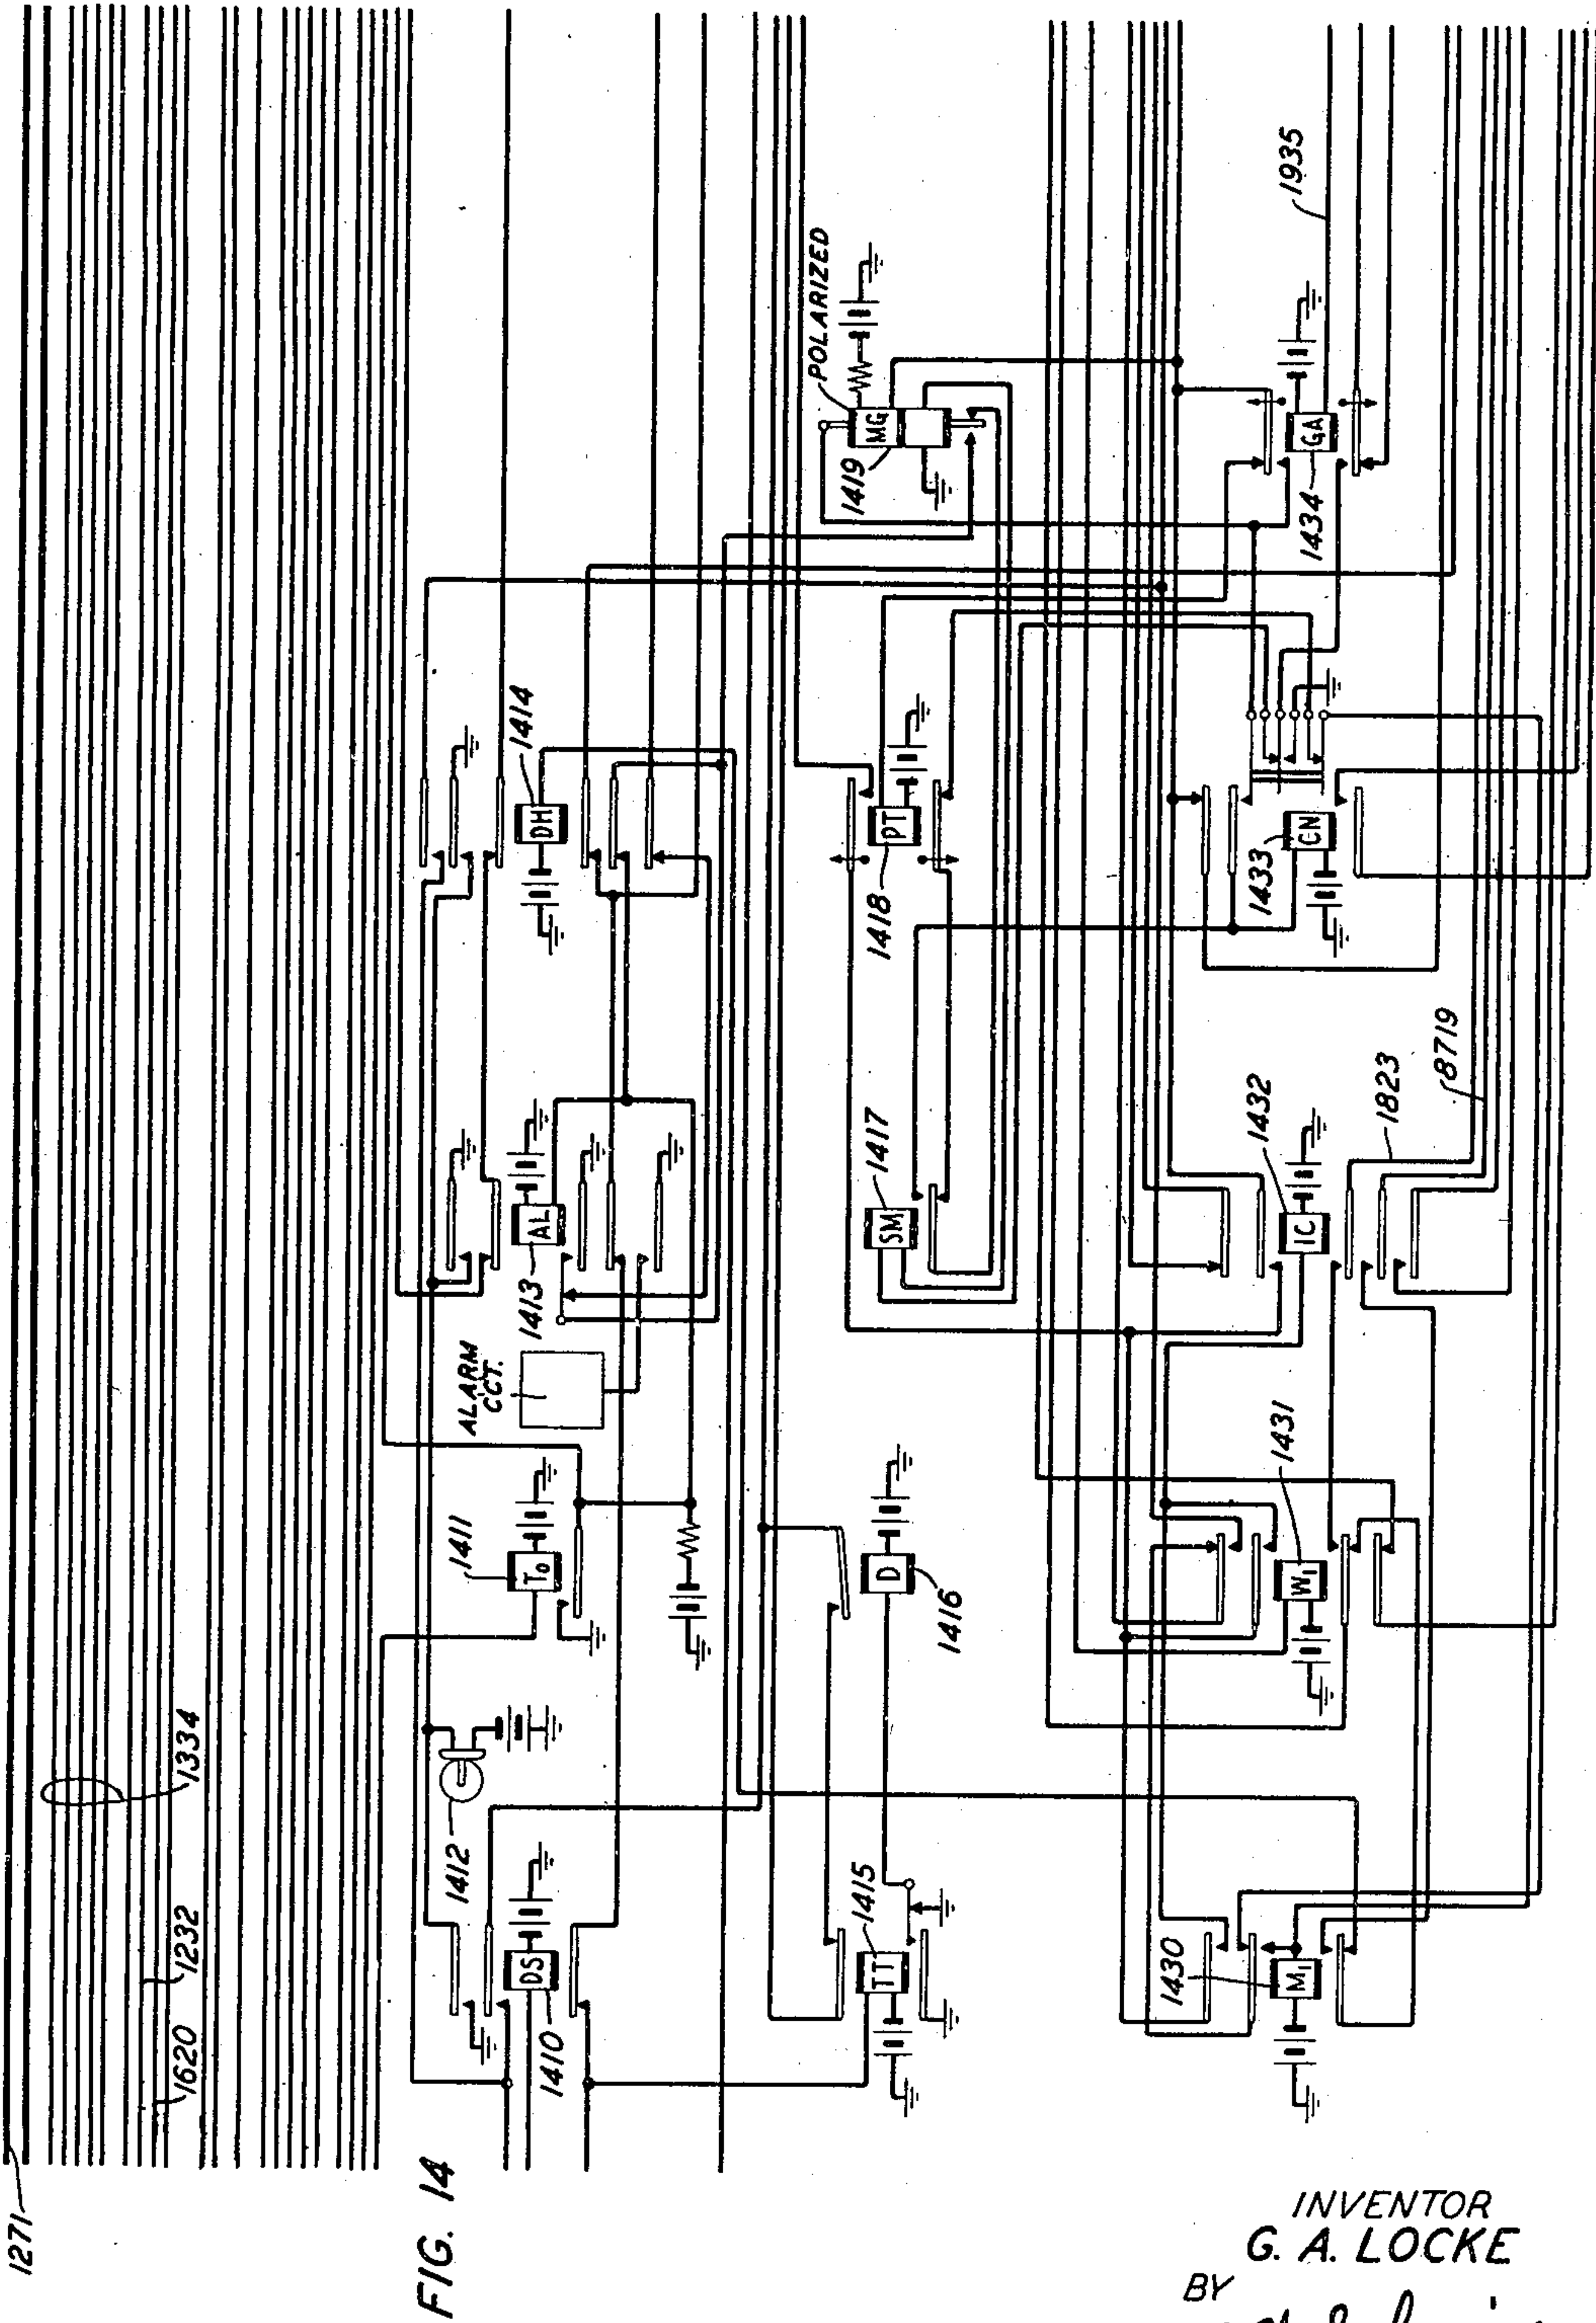 1271
1620
1232
1334
FIG. 14
DS
1410
1412
T₀
1411
ALARM
CCT.
AL
1413
DH
1414
TT
1415
D
1416
SM
1417
PT
1418
POLARIZED
MG
1419
M₁
1430
W₁
1431
IC
1432
1823
8719
CN
1433
GA
1434
1935
INVENTOR
G. A. LOCKE
BY